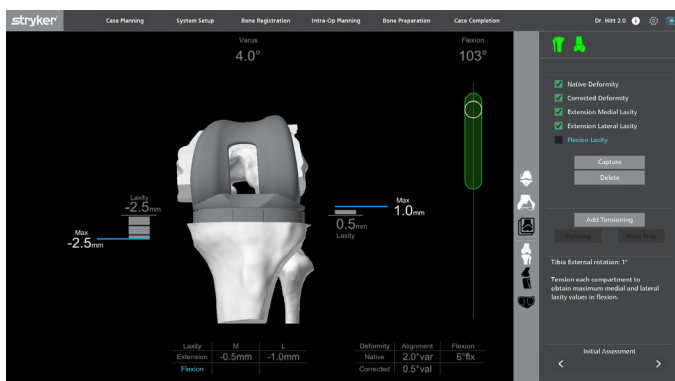 stryker
Case Planning
System Setup
Bone Registration
Intra-Op Planning
Bone Preparation
Case Completion
Dr. Hitt 2.0
Varus
4.0°
Flexion
103°
Native Deformity
Corrected Deformity
Extension Medial Laxity
Extension Lateral Laxity
Flexion Laxity
Capture
Delete
Laxity
-2.5mm
Max
-2.5mm
Max
1.0mm
0.5mm
Laxity
Add Tensioning
Planning
Bone Prep
Tibia External rotation: 1°
Tension each compartment to
obtain maximum medial and lateral
laxity values in flexion.
Laxity M L
Extension -0.5mm -1.0mm
Flexion
Deformity Alignment Flexion
Native 2.0°var 6°flx
Corrected 0.5°val
Initial Assessment